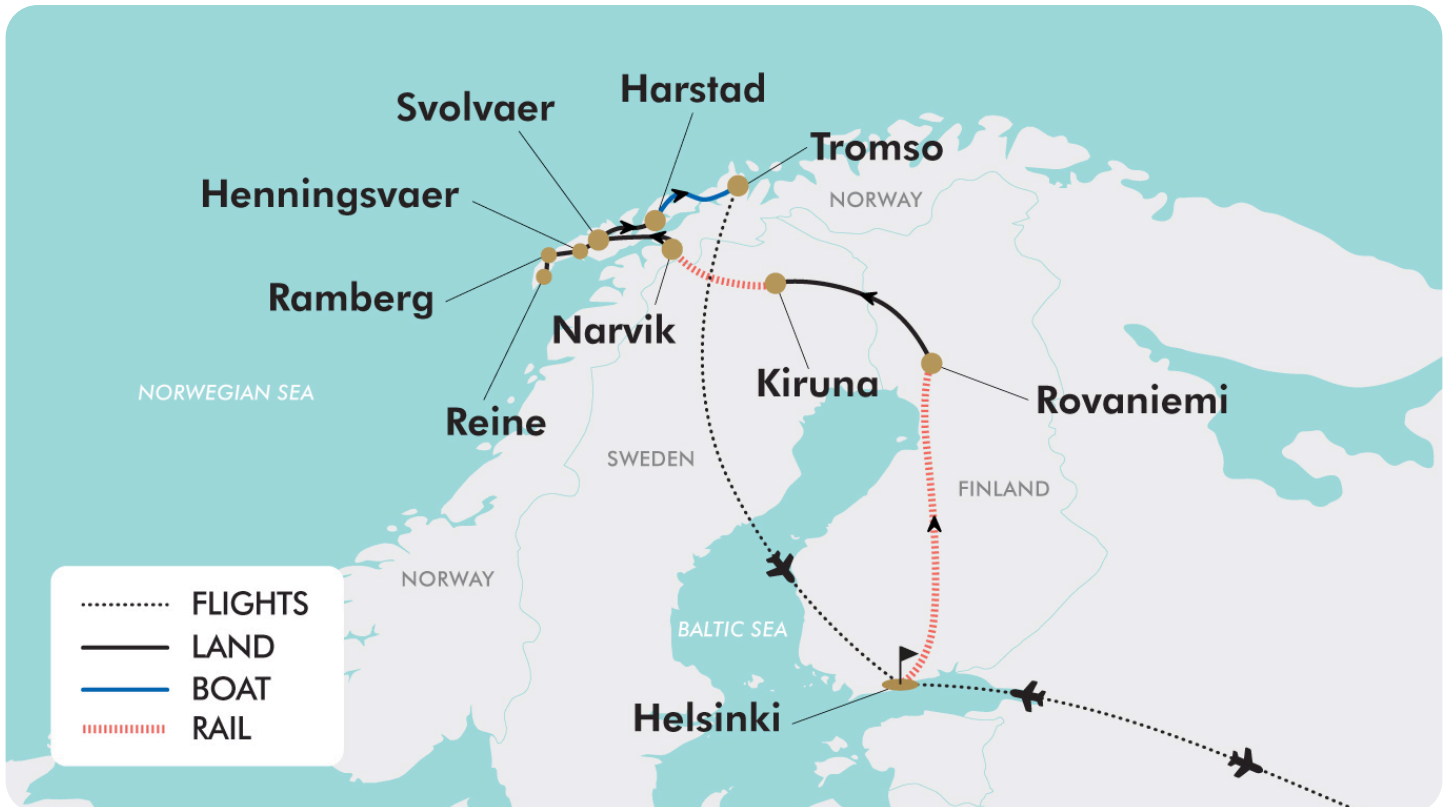 Harstad
Svolvaer
Tromso
Henningsvaer
NORWAY
Ramberg
Narvik
Kiruna
NORWEGIAN SEA
Rovaniemi
Reine
SWEDEN
FINLAND
NORWAY
FLIGHTS
LAND
BOAT
RAIL
BALTIC SEA
Helsinki